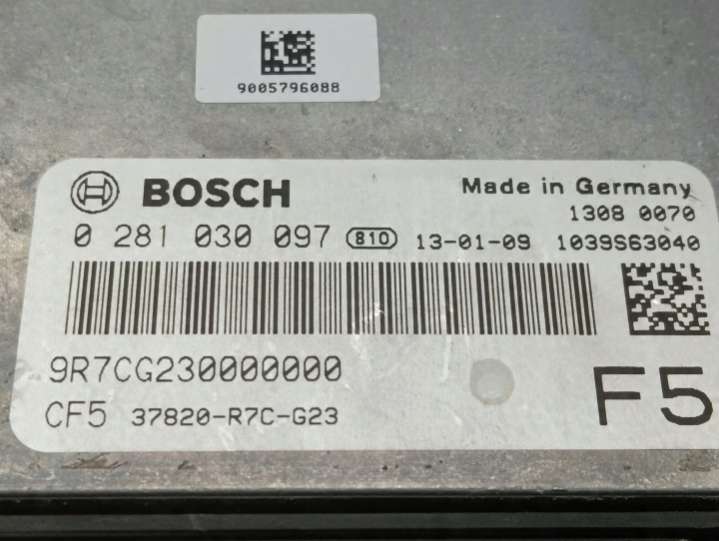 9005796088
BOSCH
Made in Germany
1308 0070
0 281 030 097 810 13-01-09 1039S63040
9R7CG230000000
CF5 37820-R7C-G23
F5